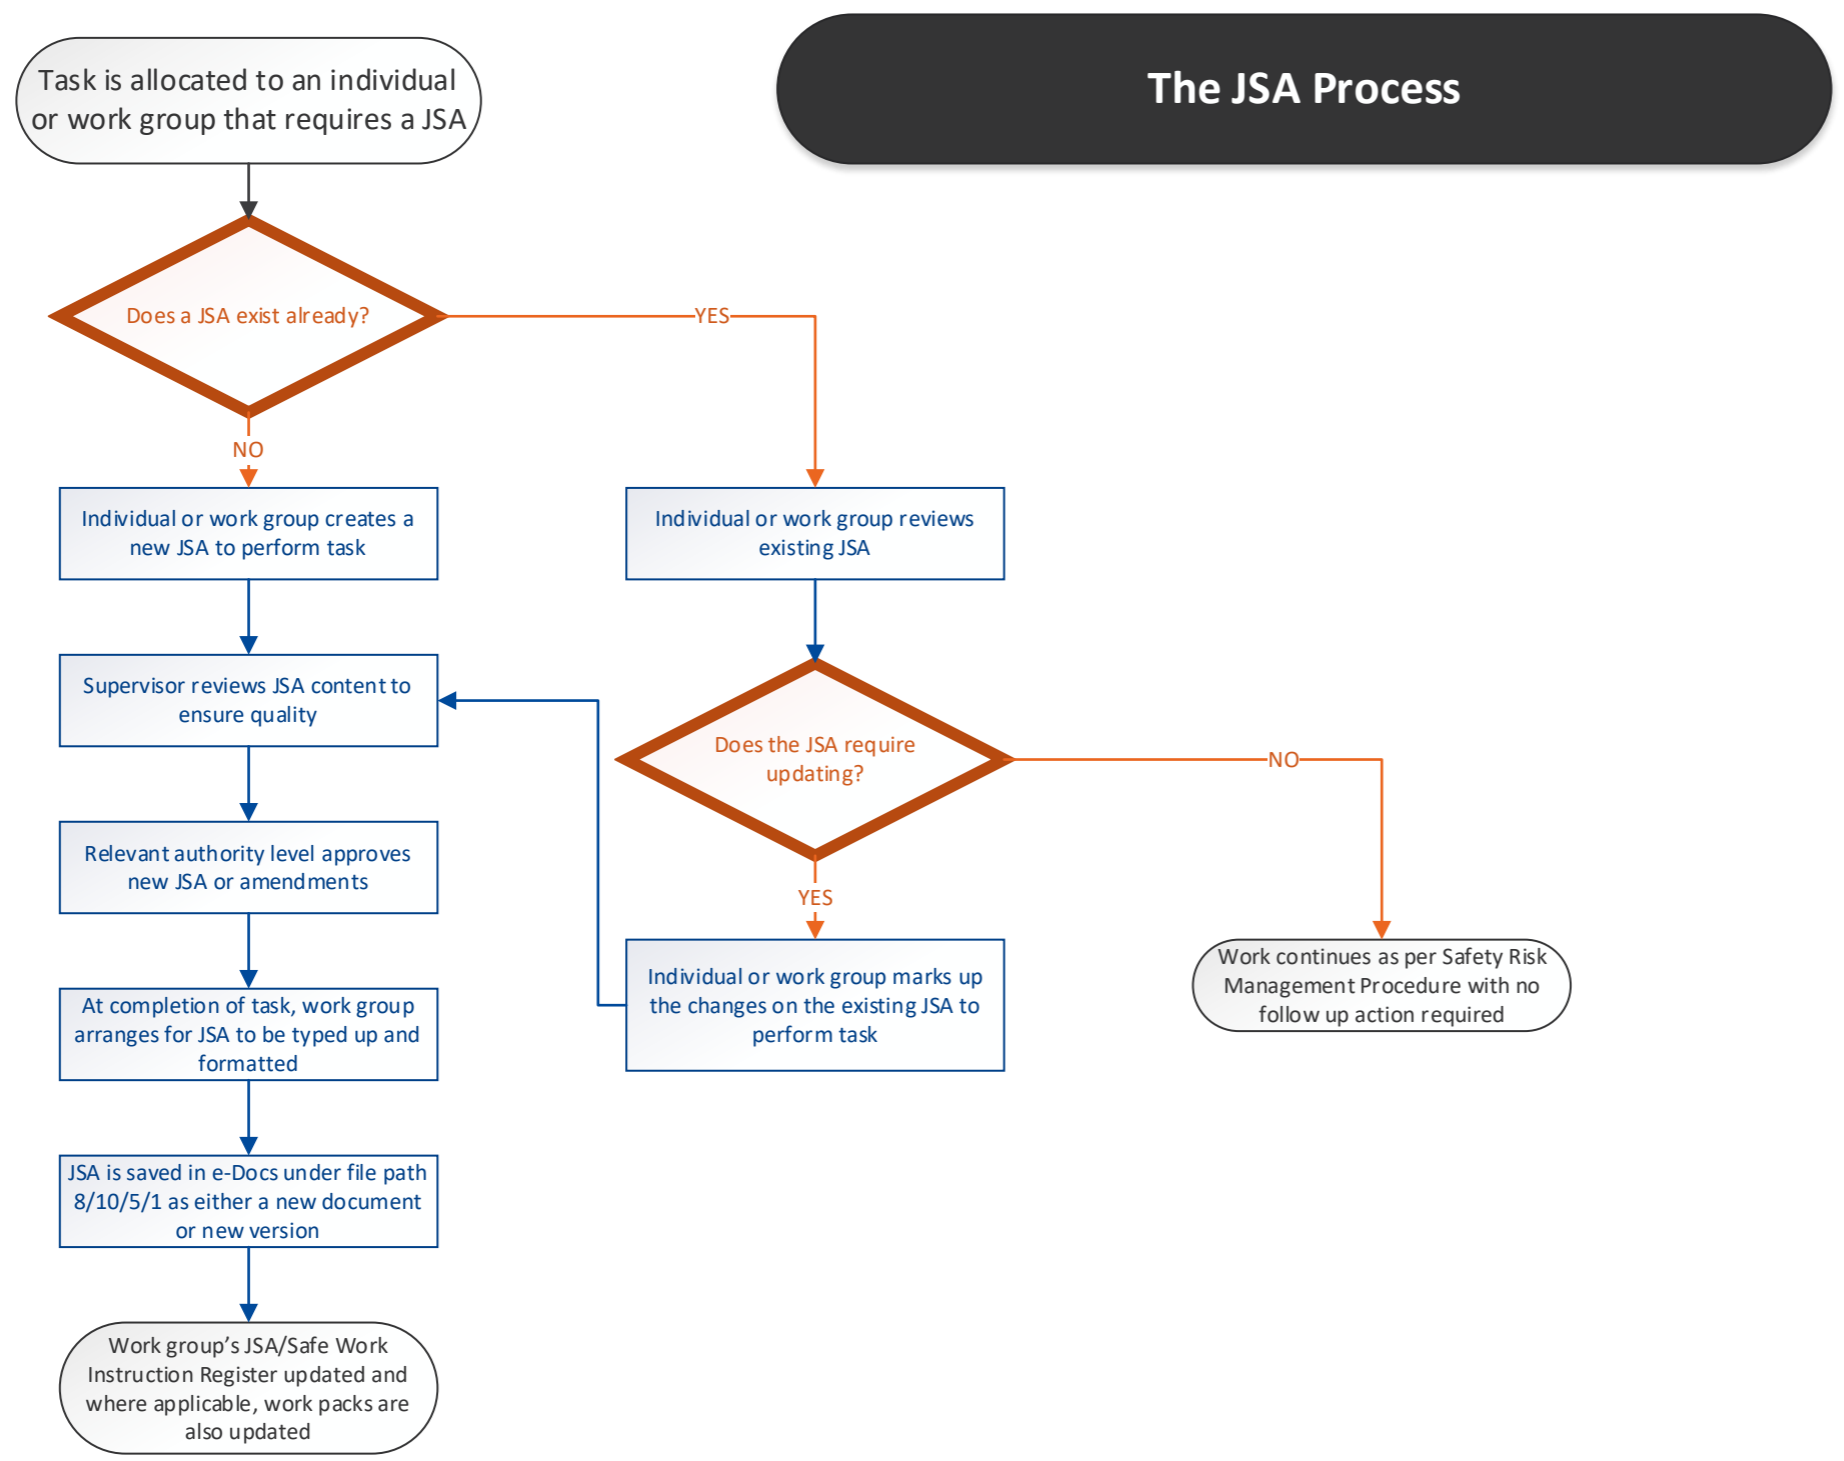 The JSA Process
Task is allocated to an individual
or work group that requires a JSA
Does a JSA exist already?
YES
NO
Individual or work group creates a
new JSA to perform task
Individual or work group reviews
existing JSA
Supervisor reviews JSA content to
ensure quality
Does the JSA require
updating?
NO
YES
Relevant authority level approves
new JSA or amendments
Individual or work group marks up
the changes on the existing JSA to
perform task
Work continues as per Safety Risk
Management Procedure with no
follow up action required
At completion of task, work group
arranges for JSA to be typed up and
formatted
JSA is saved in e-Docs under file path
8/10/5/1 as either a new document
or new version
Work group’s JSA/Safe Work
Instruction Register updated and
where applicable, work packs are
also updated